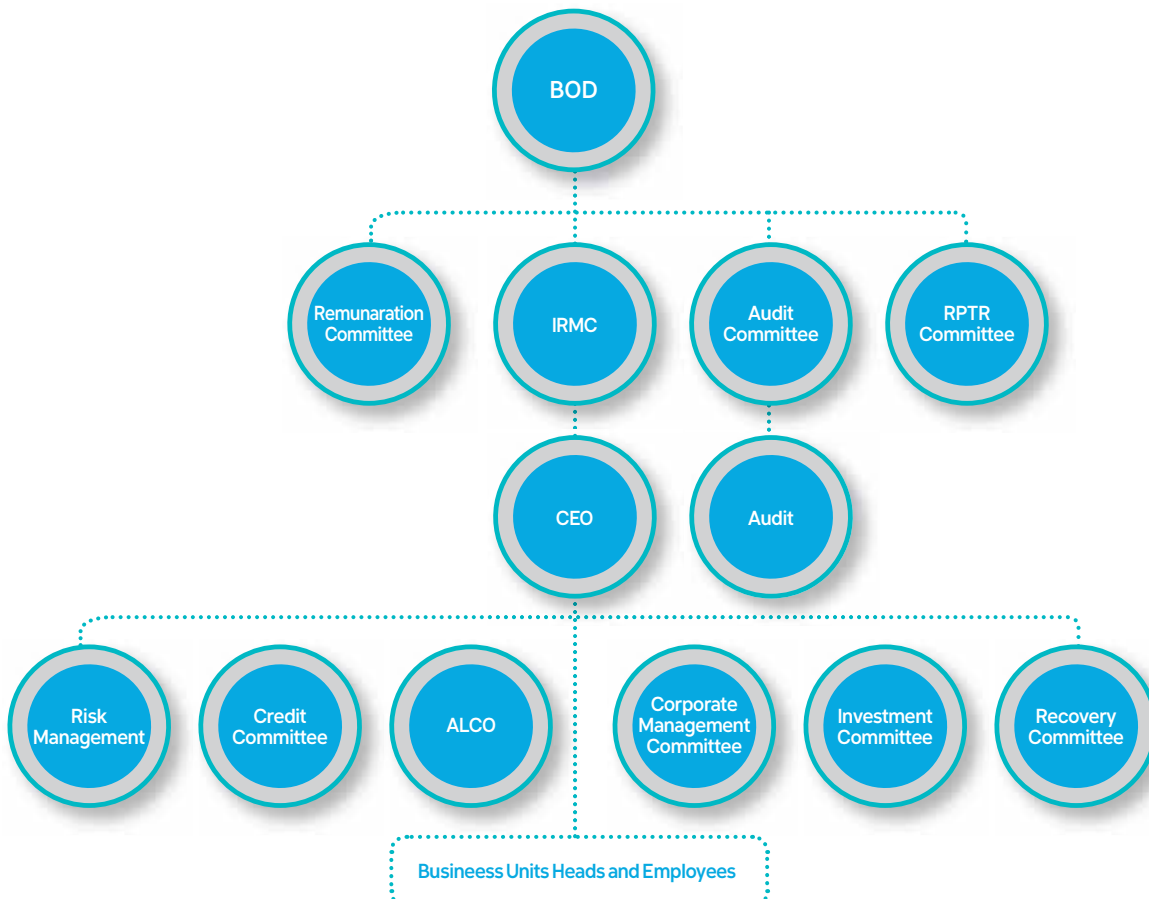 BOD
Remunaration
Committee
IRMC
Audit
Committee
RPTR
Committee
CEO
Audit
Risk
Management
Credit
Committee
ALCO
Corporate
Management
Committee
Investment
Committee
Recovery
Committee
Busineess Units Heads and Employees